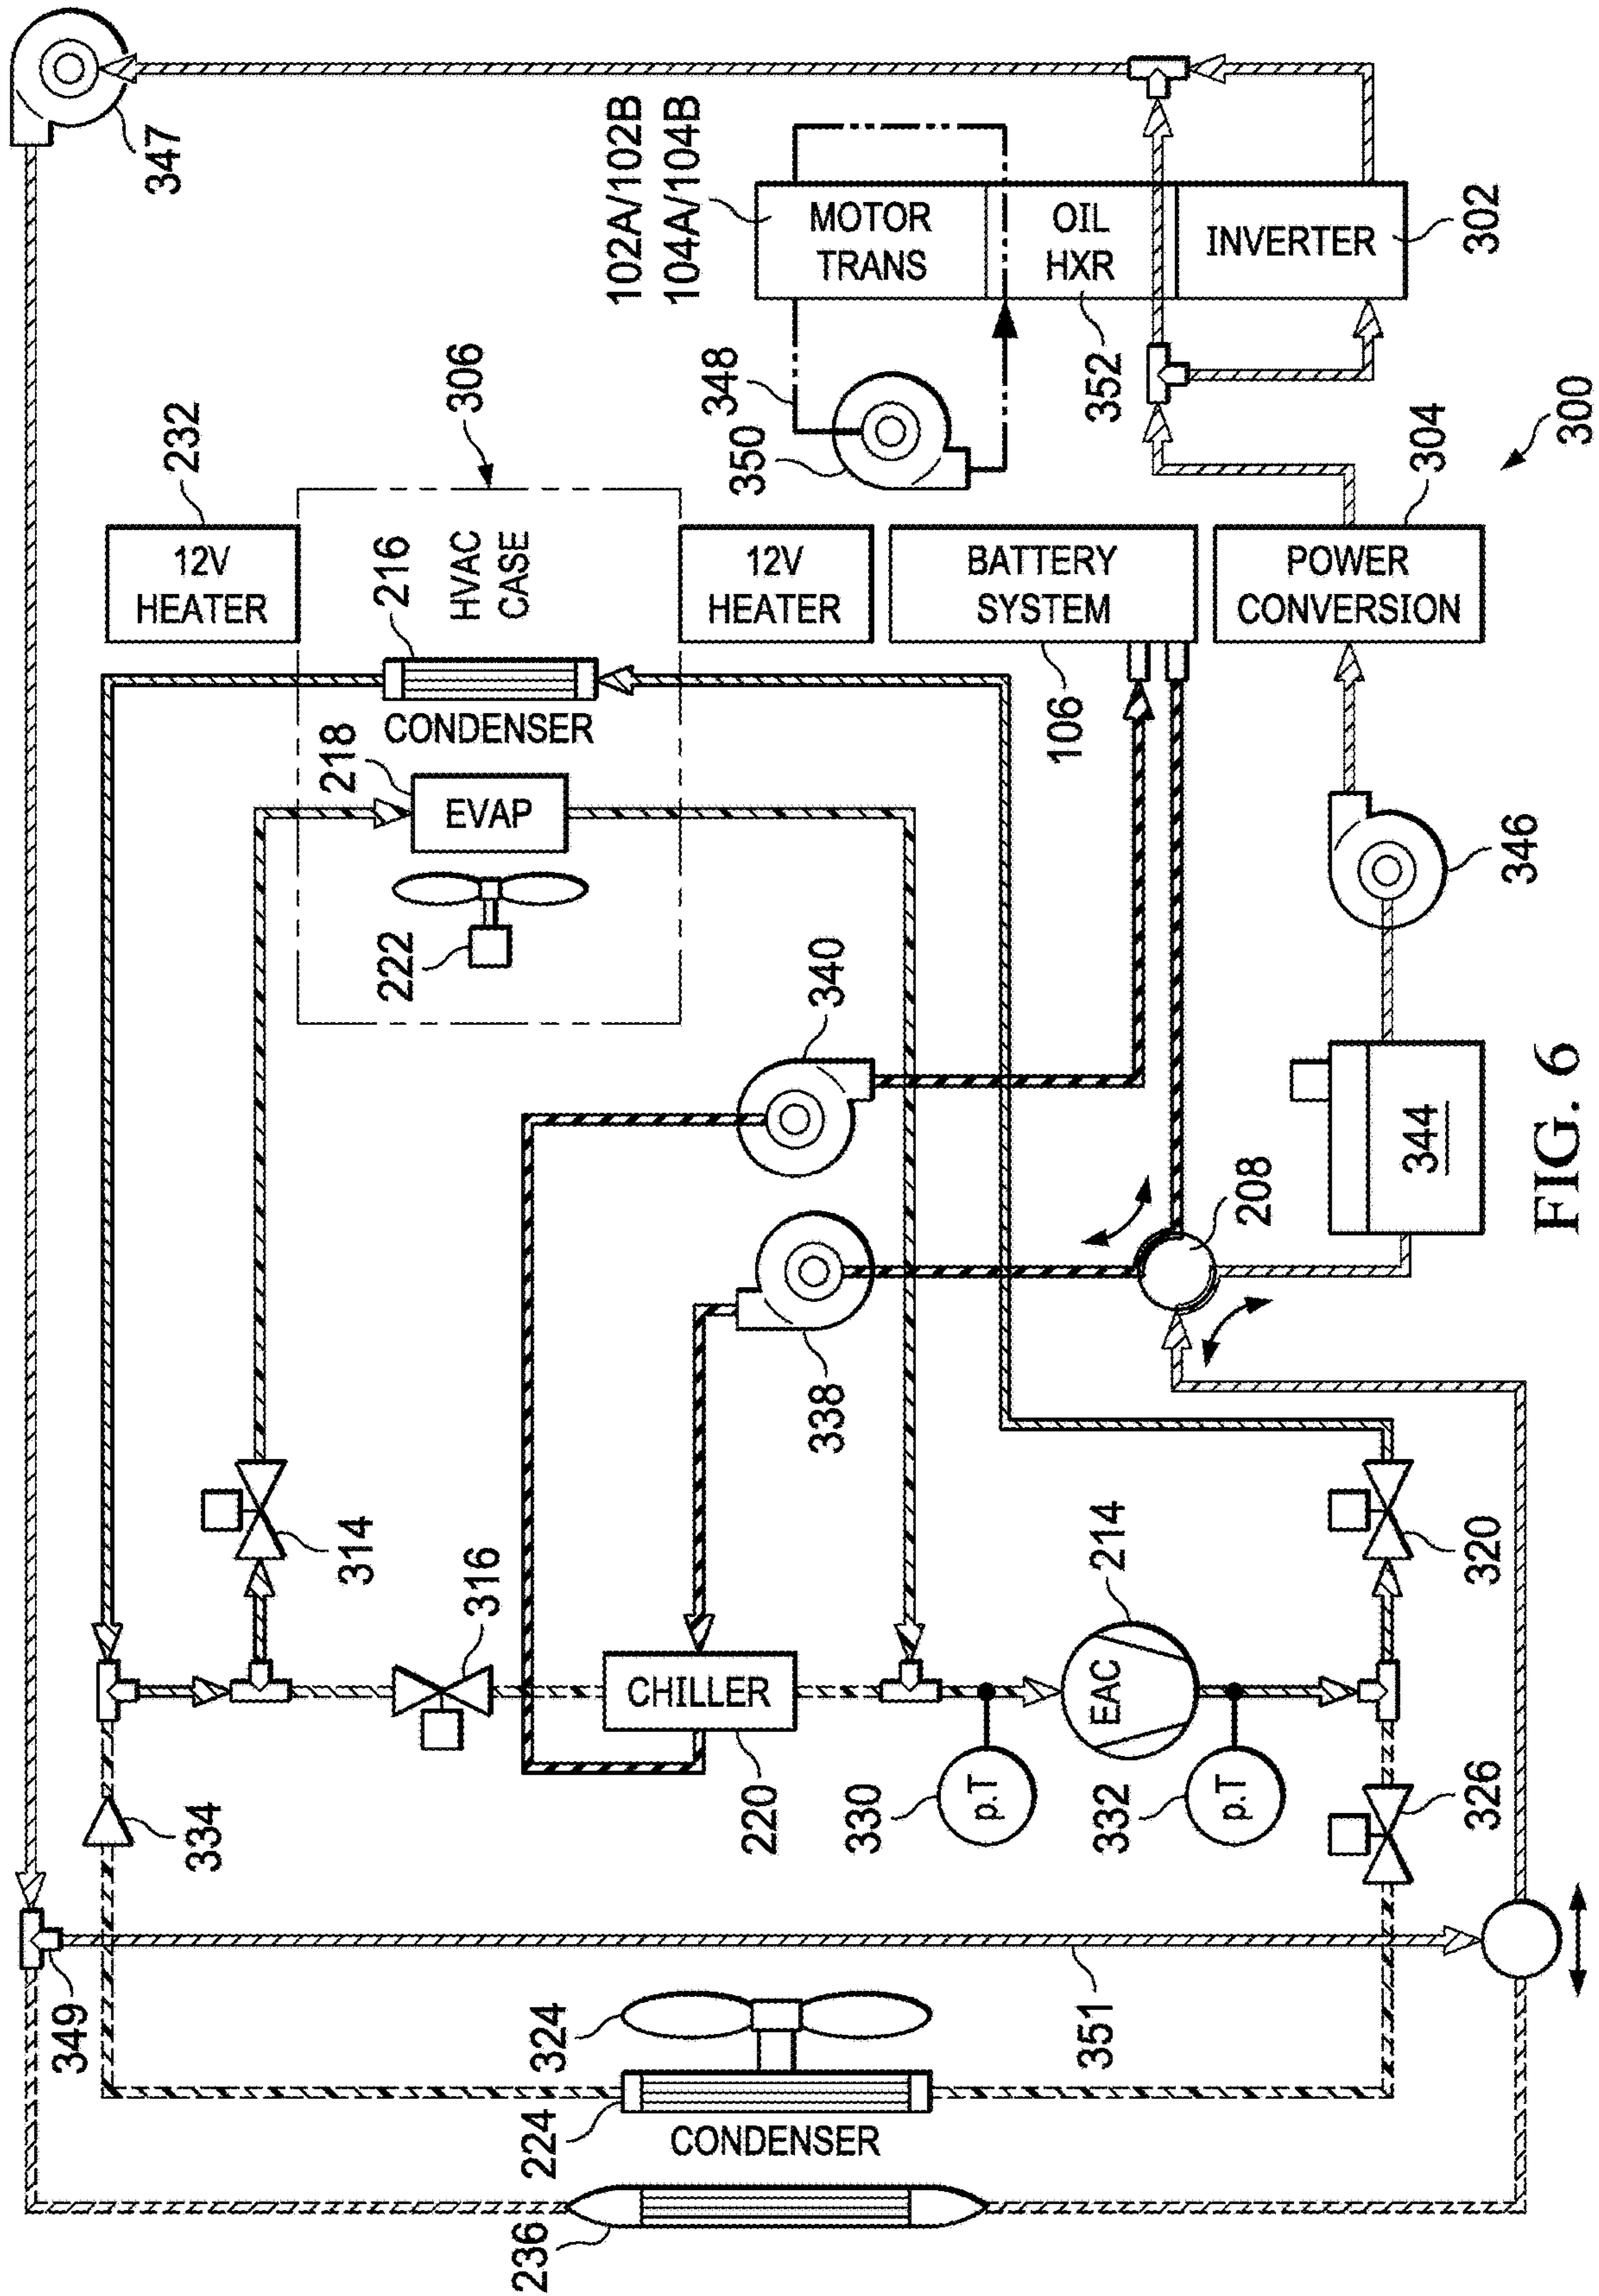 347
102A/102B
104A/104B
MOTOR
TRANS
OIL
HXR
INVERTER
302
348
350
352
300
232
306
12V
HEATER
216
HVAC
CASE
12V
HEATER
BATTERY
SYSTEM
304
POWER
CONVERSION
CONDENSER
106
218
EVAP
222
346
340
344
FIG. 6
208
338
314
316
214
320
CHILLER
EAC
334
220
330
p.T
332
p.T
326
349
324
351
224
CONDENSER
236